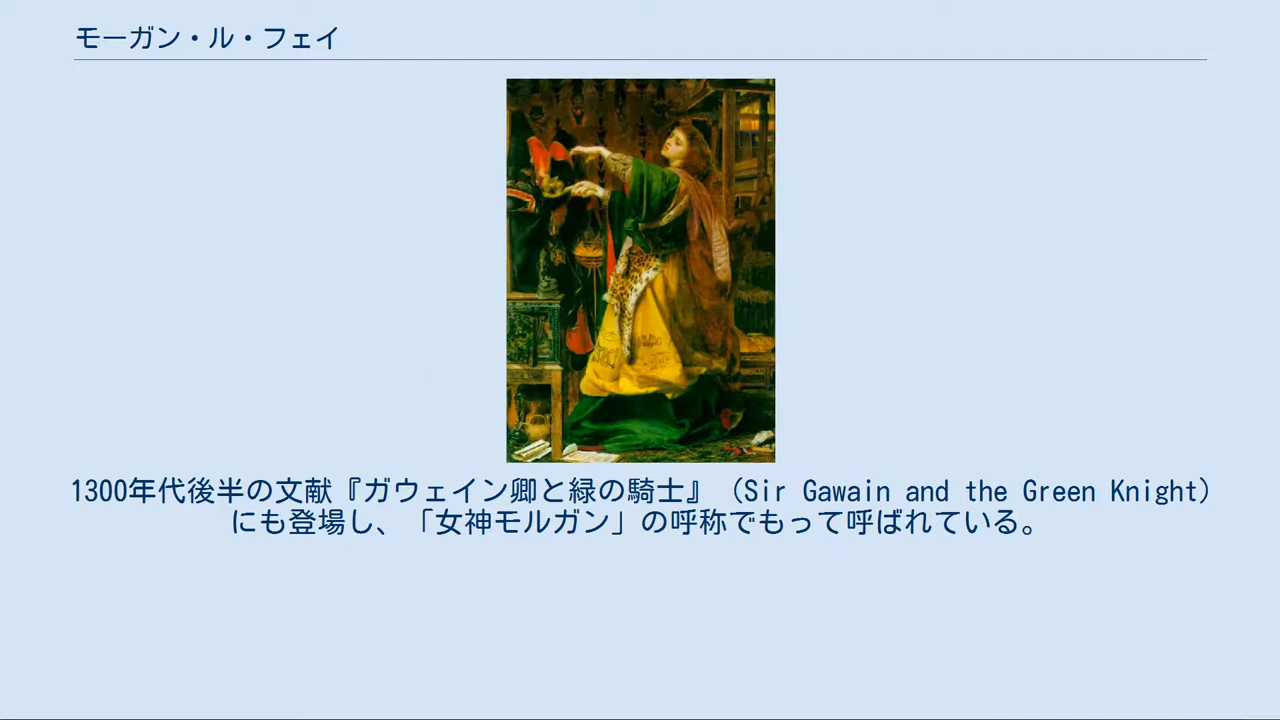 モーガン・ル・フェイ
1300年代後半の文献『ガウェイン卿と緑の騎士』（Sir Gawain and the Green Knight）
にも登場し、「女神モルガン」の呼称でもって呼ばれている。